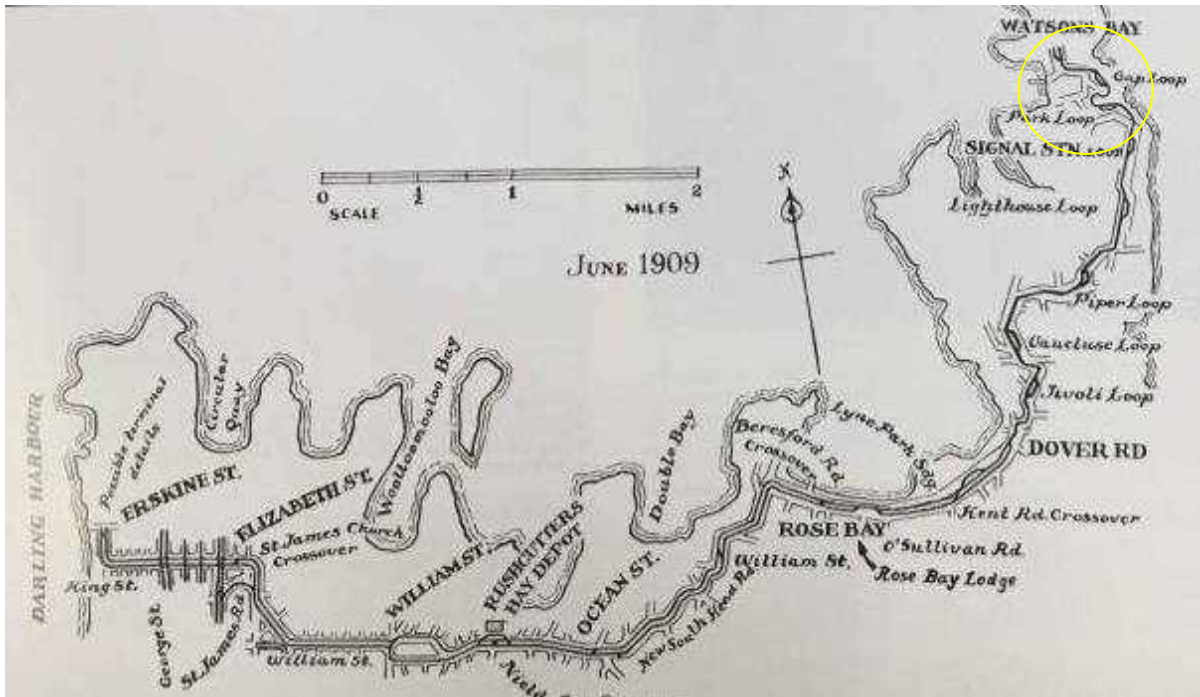 WATSONS BAY
Gap Loop
Park Loop
SIGNAL STN LOOP
Lighthouse Loop
N
0 ½ 1 2
SCALE MILES
JUNE 1909
Piper Loop
Vaucluse Loop
Tivoli Loop
DOVER RD
Lyne Park Sdg
Beresford Rd
Crossover
Double Bay
Woolloomooloo Bay
Circular
Quay
Possible terminal
details
DARLING HARBOUR
ERSKINE ST.
ELIZABETH ST.
St. James Church
Crossover
WILLIAM ST.
RUSHCUTTERS
BAY DEPOT
OCEAN ST.
ROSE BAY
Kent Rd. Crossover
O'Sullivan Rd.
William St.
Rose Bay Lodge
New South Head Rd
King St.
George St
St. James Rd
William St.